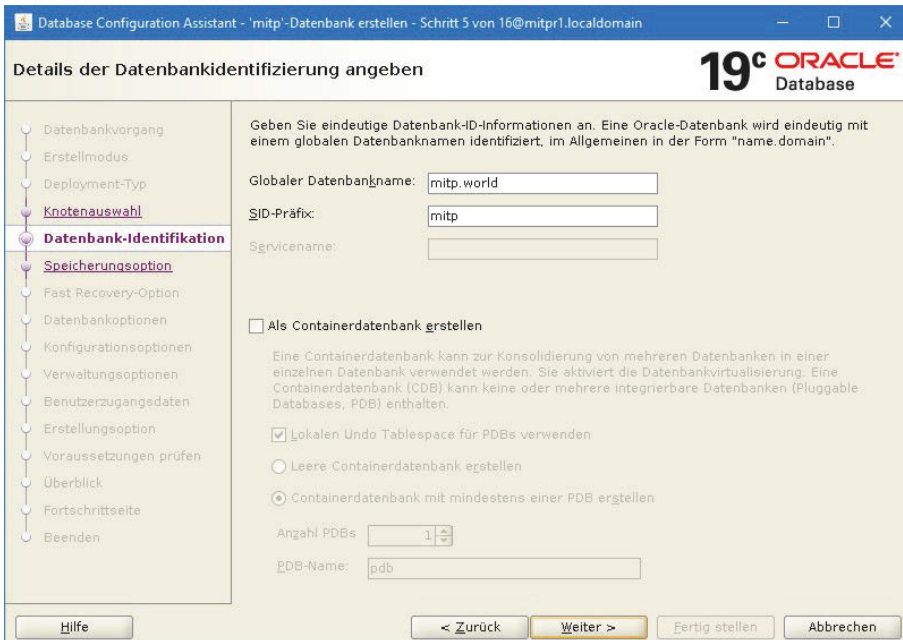 Database Configuration Assistant - 'mitp'-Datenbank erstellen - Schritt 5 von 16@mitpr1.localdomain
Details der Datenbankidentifizierung angeben
19c ORACLE
Database
Datenbankvorgang
Erstellmodus
Deployment-Typ
Knotenauswahl
Datenbank-Identifikation
Speicherungsoption
Fast Recovery-Option
Datenbankoptionen
Konfigurationsoptionen
Verwaltungsoptionen
Benutzerzugangsdaten
Erstellungsoption
Voraussetzungen prüfen
Überblick
Fortschrittseite
Beenden
Geben Sie eindeutige Datenbank-ID-Informationen an. Eine Oracle-Datenbank wird eindeutig mit
einem globalen Datenbanknamen identifiziert, im Allgemeinen in der Form "name.domain".
Globaler Datenbankname: mitp.world
SID-Präfix: mitp
Servicename:
Als Containerdatenbank erstellen
Eine Containerdatenbank kann zur Konsolidierung von mehreren Datenbanken in einer
einzelnen Datenbank verwendet werden. Sie aktiviert die Datenbankvirtualisierung. Eine
Containerdatenbank (CDB) kann keine oder mehrere integrierbare Datenbanken (Pluggable
Databases, PDB) enthalten.
Lokalen Undo Tablespace für PDBs verwenden
Leere Containerdatenbank erstellen
Containerdatenbank mit mindestens einer PDB erstellen
Anzahl PDBs 1
PDB-Name: pdb
Hilfe
< Zurück
Weiter >
Fertig stellen
Abbrechen